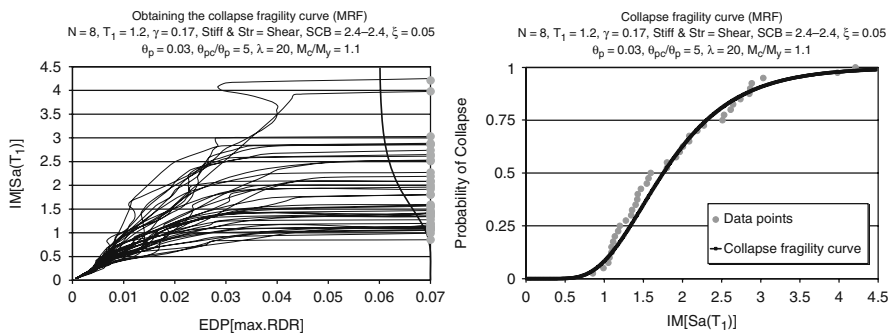 Obtaining the collapse fragility curve (MRF)
N = 8, T₁ = 1.2, γ = 0.17, Stiff & Str = Shear, SCB = 2.4–2.4, ξ = 0.05
θp = 0.03, θpc/θp = 5, λ = 20, Mc/My = 1.1
4.5
4
3.5
3
2.5
2
1.5
1
0.5
0
IM[Sa(T₁)]
0
0.01
0.02
0.03
0.04
0.05
0.06
0.07
EDP[max.RDR]
Collapse fragility curve (MRF)
N = 8, T₁ = 1.2, γ = 0.17, Stiff & Str = Shear, SCB = 2.4–2.4, ξ = 0.05
θp = 0.03, θpc/θp = 5, λ = 20, Mc/My = 1.1
1
0.75
0.5
0.25
0
Probability of Collapse
Data points
Collapse fragility curve
0
0.5
1
1.5
2
2.5
3
3.5
4
4.5
IM[Sa(T₁)]